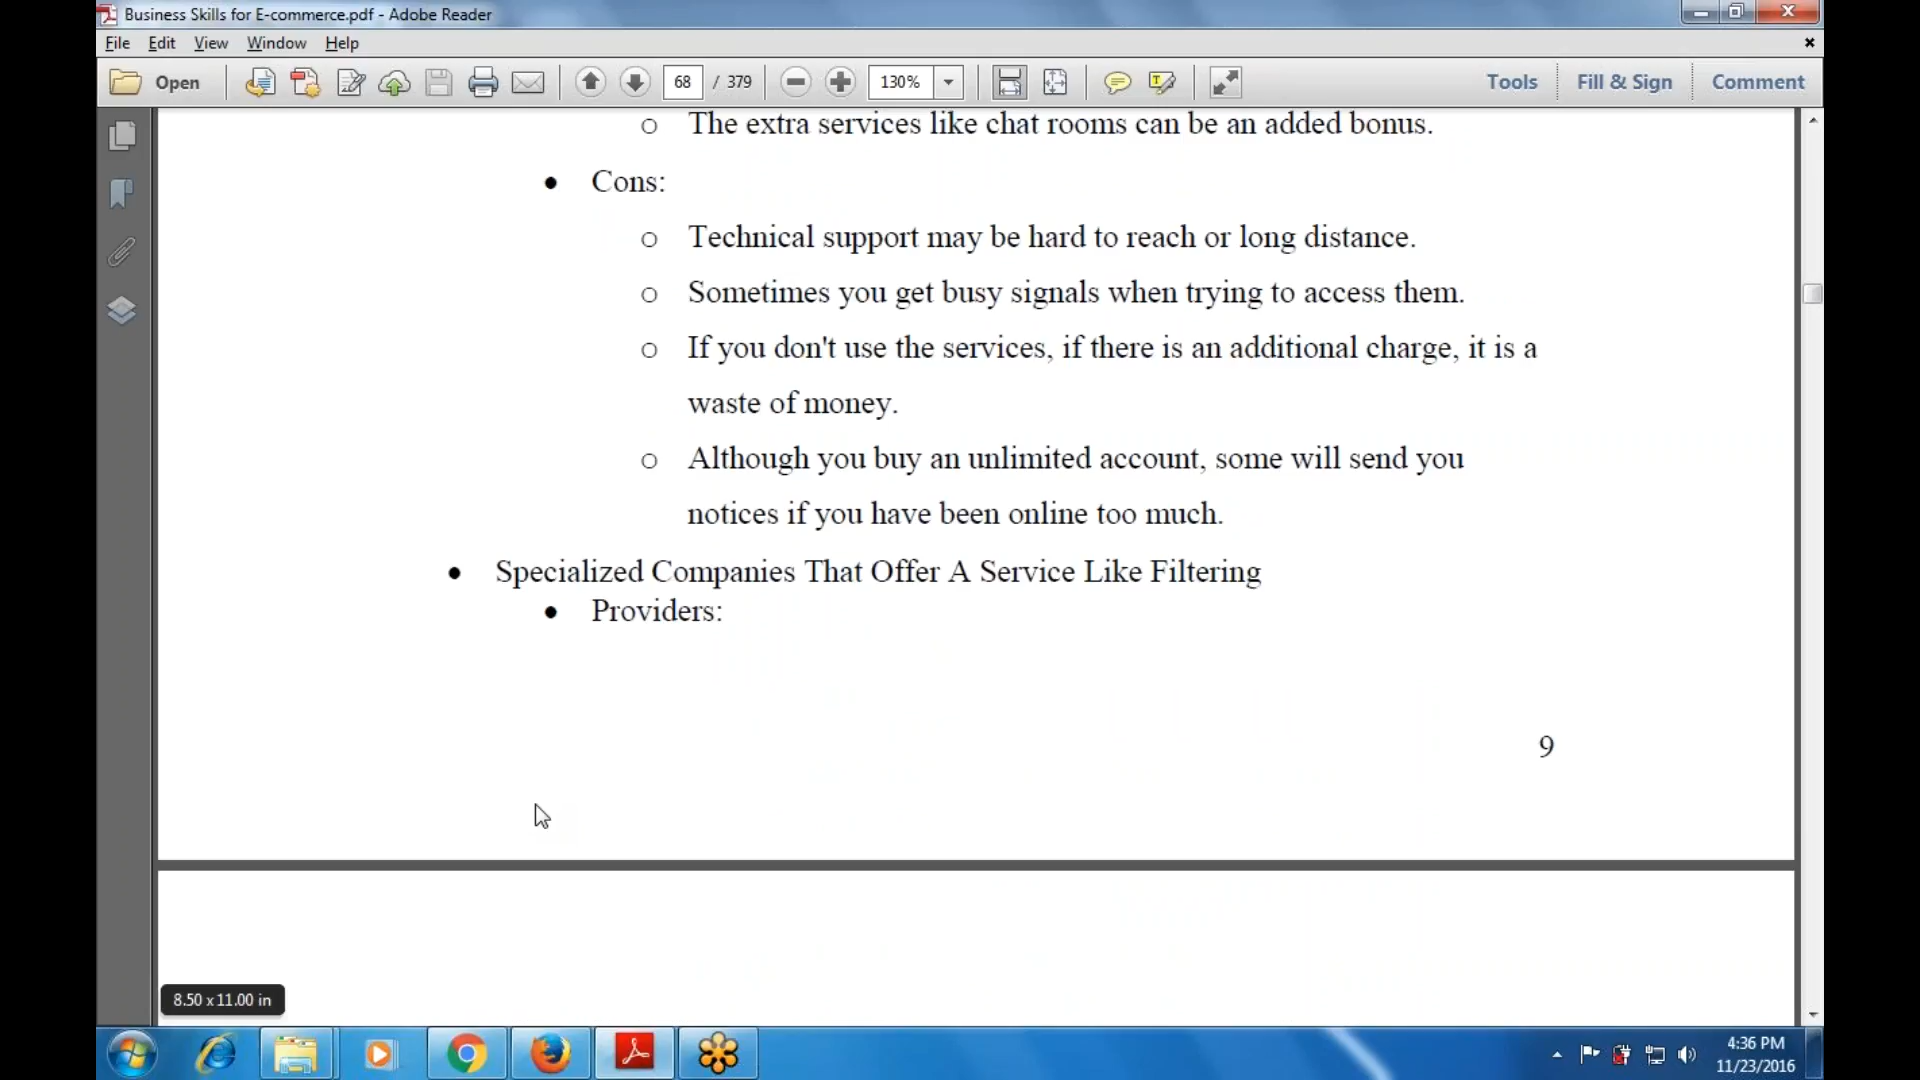 Business Skills for E-commerce.pdf - Adobe Reader
File Edit View Window Help
Open 68 / 379 130% Tools Fill & Sign Comment
o The extra services like chat rooms can be an added bonus.
• Cons:
o Technical support may be hard to reach or long distance.
o Sometimes you get busy signals when trying to access them.
o If you don't use the services, if there is an additional charge, it is a
waste of money.
o Although you buy an unlimited account, some will send you
notices if you have been online too much.
• Specialized Companies That Offer A Service Like Filtering
• Providers:
9
8.50 x 11.00 in
4:36 PM
11/23/2016